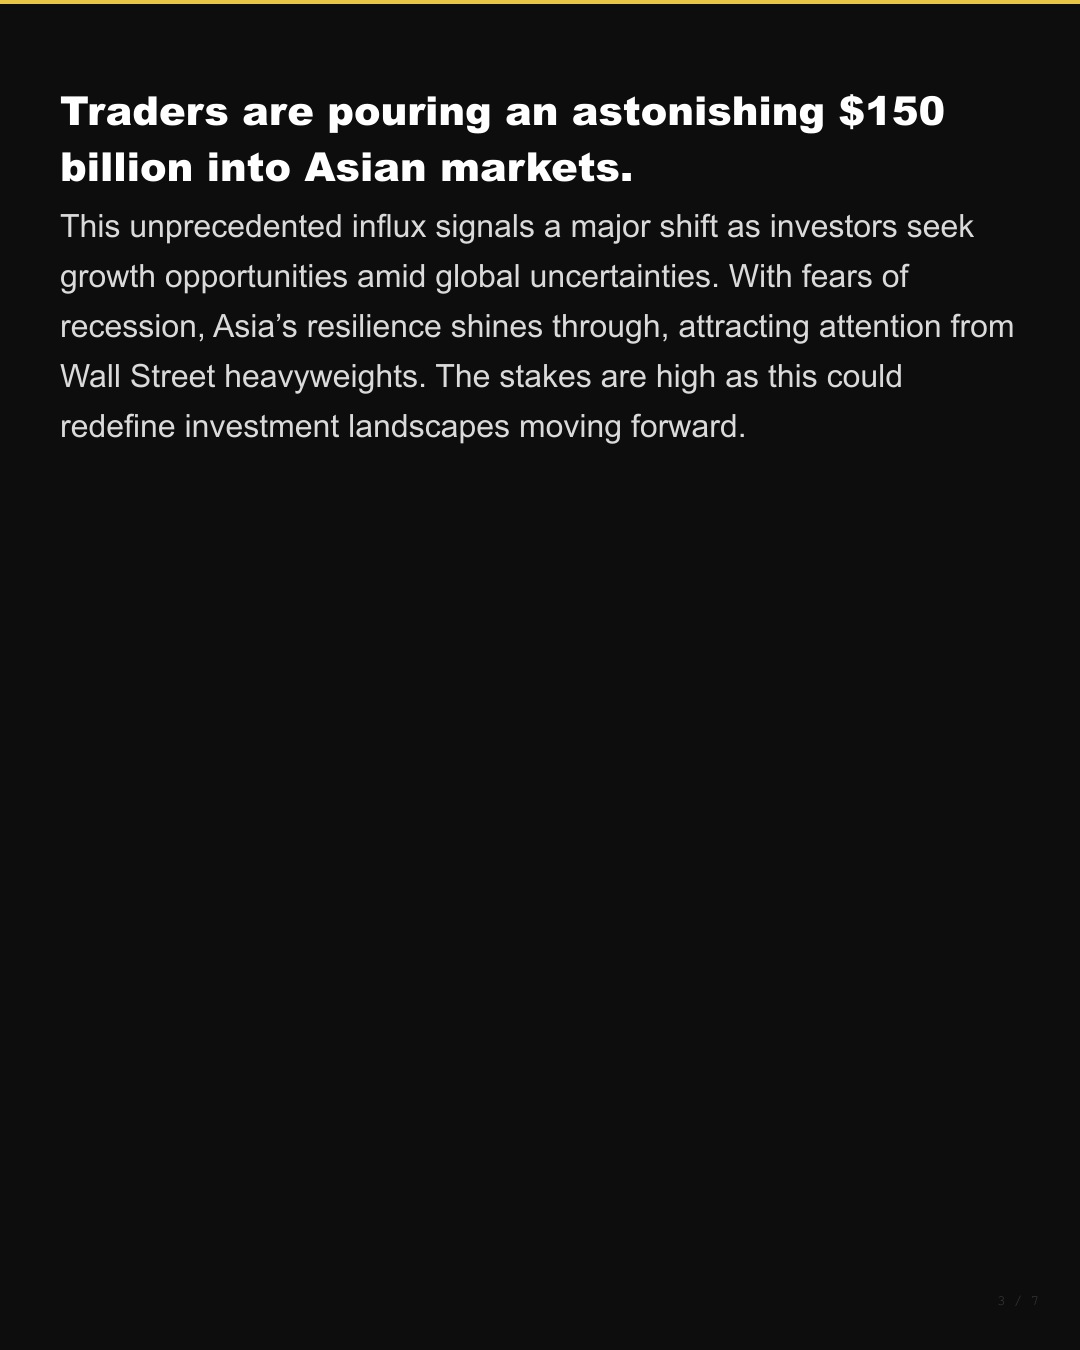 Traders are pouring an astonishing $150
billion into Asian markets.
This unprecedented influx signals a major shift as investors seek
growth opportunities amid global uncertainties. With fears of
recession, Asia’s resilience shines through, attracting attention from
Wall Street heavyweights. The stakes are high as this could
redefine investment landscapes moving forward.
3 / 7